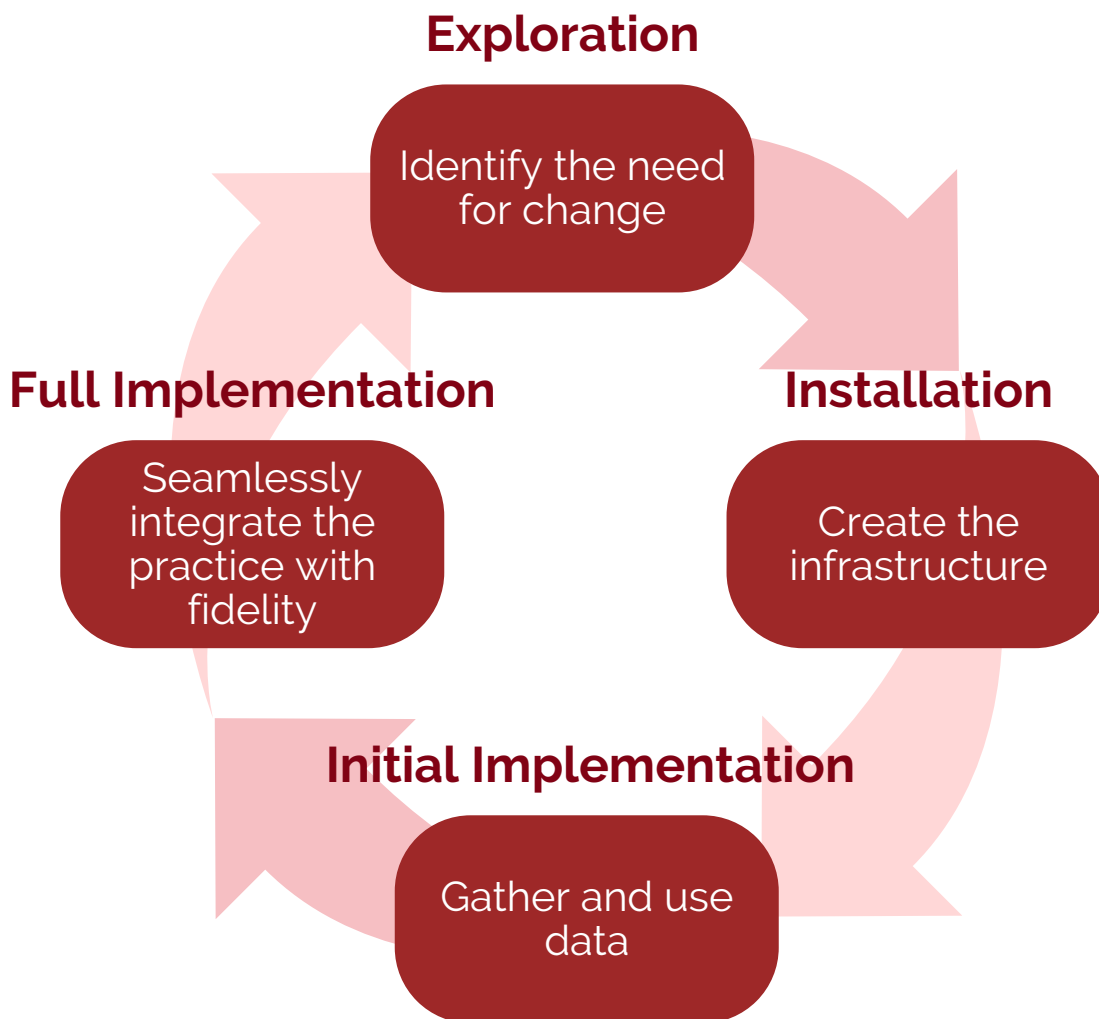 Exploration
Identify the need
for change
Installation
Create the
infrastructure
Initial Implementation
Gather and use
data
Full Implementation
Seamlessly
integrate the
practice with
fidelity